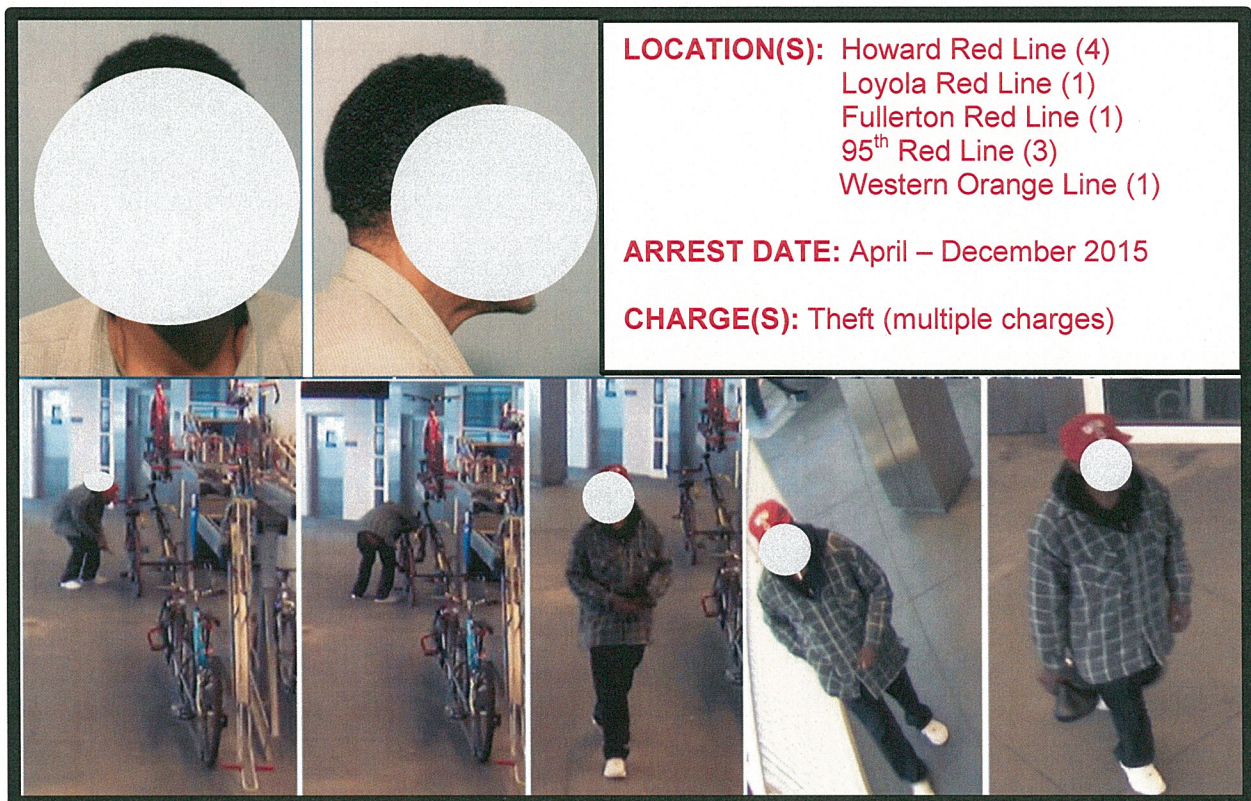 LOCATION(S): Howard Red Line (4)
Loyola Red Line (1)
Fullerton Red Line (1)
95th Red Line (3)
Western Orange Line (1)
ARREST DATE: April – December 2015
CHARGE(S): Theft (multiple charges)